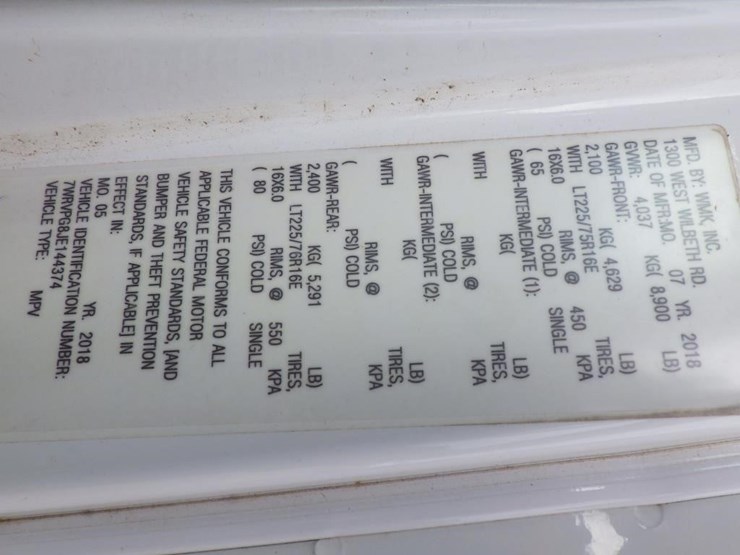 MFD. BY: WMK, INC.
1300 WEST WILBETH RD.
DATE OF MFR.MO. 07 YR. 2018
GVWR: 4,037 KG( 8,900 LB)
GAWR-FRONT:
2,100 KG( 4,629 LB)
WITH LT225/75R16E TIRES,
16X6.0 RIMS, @ 450 KPA
( 65 PSI) COLD SINGLE
GAWR-INTERMEDIATE (1):
KG( LB)
WITH TIRES,
RIMS, @ KPA
( PSI) COLD
GAWR-INTERMEDIATE (2):
KG( LB)
WITH TIRES,
RIMS, @ KPA
( PSI) COLD
GAWR-REAR:
2,400 KG( 5,291 LB)
WITH LT225/76R16E TIRES,
16X6.0 RIMS, @ 550 KPA
( 80 PSI) COLD SINGLE
THIS VEHICLE CONFORMS TO ALL
APPLICABLE FEDERAL MOTOR
VEHICLE SAFETY STANDARDS, [AND
BUMPER AND THEFT PREVENTION
STANDARDS, IF APPLICABLE] IN
EFFECT IN:
MO. 05 YR. 2018
VEHICLE IDENTIFICATION NUMBER:
7WRVPG8JE144374
VEHICLE TYPE: MPV